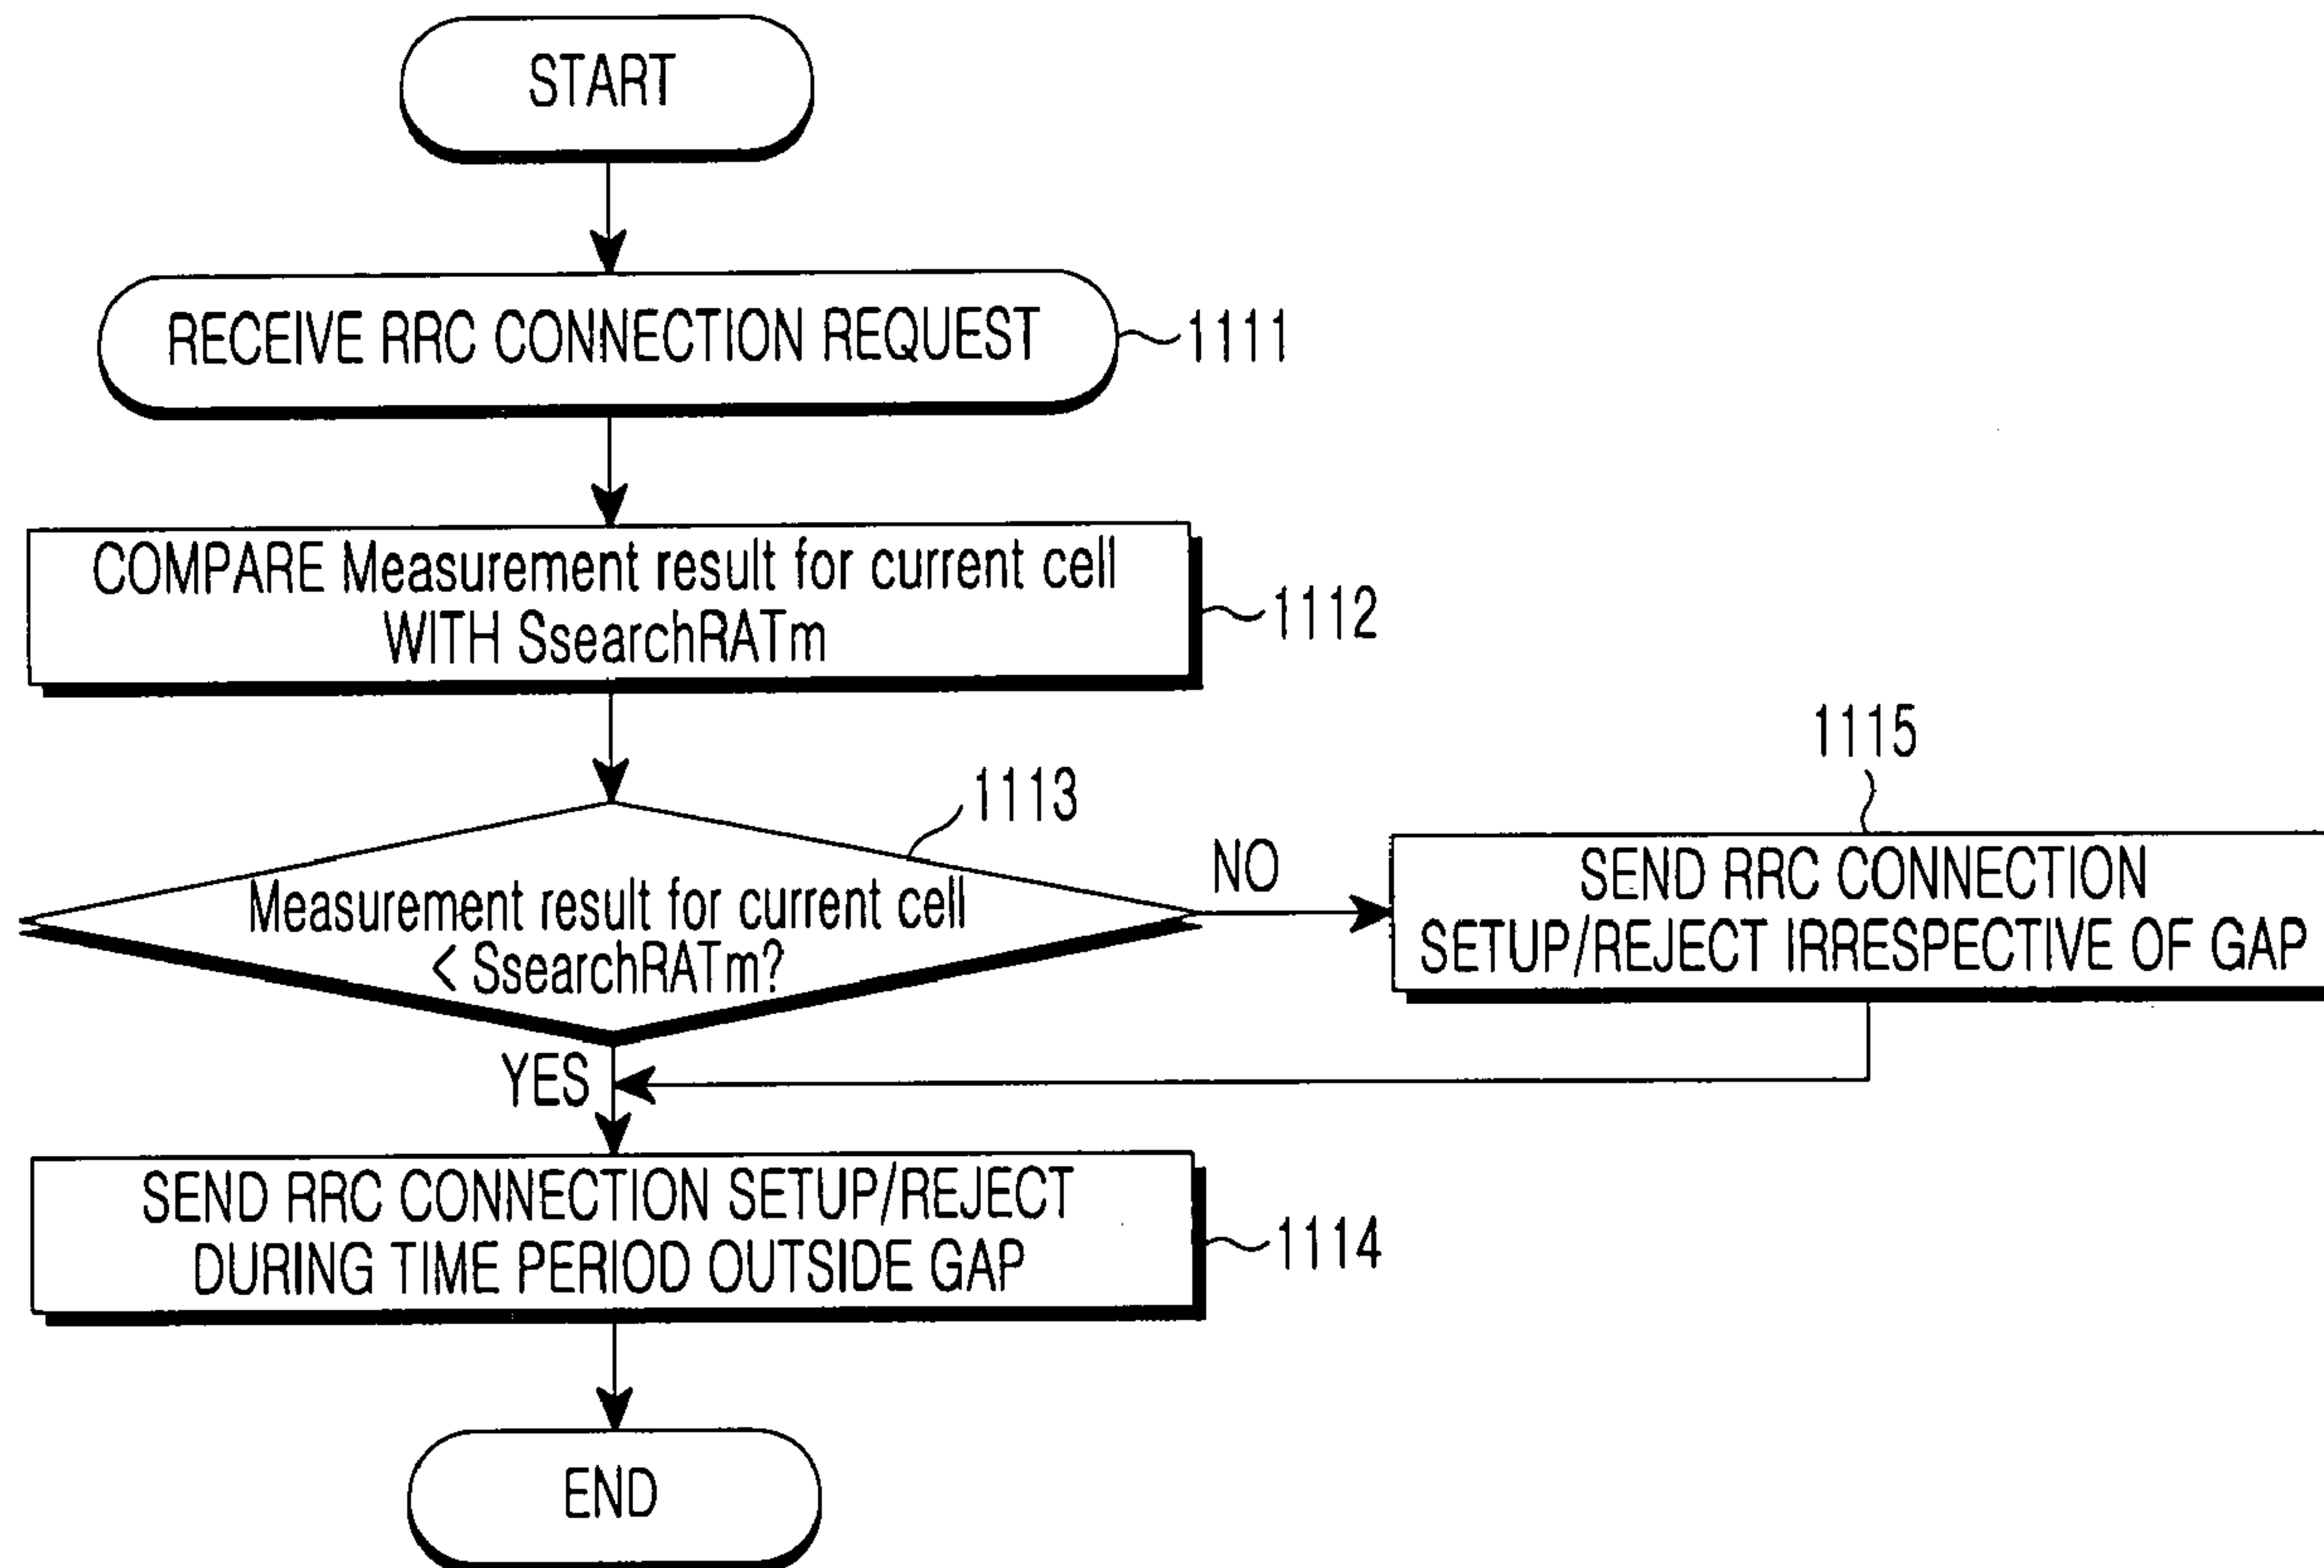 START
RECEIVE RRC CONNECTION REQUEST
1111
COMPARE Measurement result for current cell
WITH SsearchRATm
1112
1113
Measurement result for current cell
< SsearchRATm?
NO
1115
SEND RRC CONNECTION
SETUP/REJECT IRRESPECTIVE OF GAP
YES
SEND RRC CONNECTION SETUP/REJECT
DURING TIME PERIOD OUTSIDE GAP
1114
END